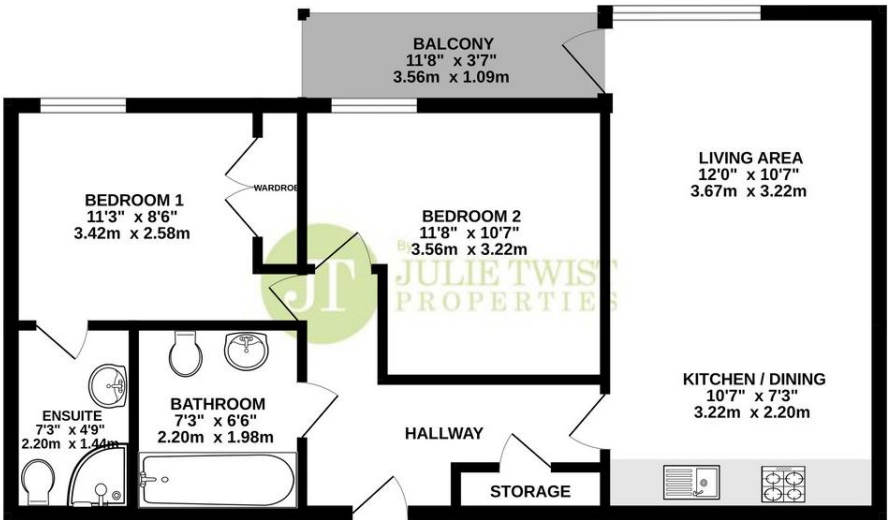 BALCONY
11'8" x 3'7"
3.56m x 1.09m
LIVING AREA
12'0" x 10'7"
3.67m x 3.22m
BEDROOM 1
11'3" x 8'6"
3.42m x 2.58m
WARDROBE
BEDROOM 2
11'8" x 10'7"
3.56m x 3.22m
By
JT
JULIE TWIST
PROPERTIES
KITCHEN / DINING
10'7" x 7'3"
3.22m x 2.20m
ENSUITE
7'3" x 4'9"
2.20m x 1.44m
BATHROOM
7'3" x 6'6"
2.20m x 1.98m
HALLWAY
STORAGE